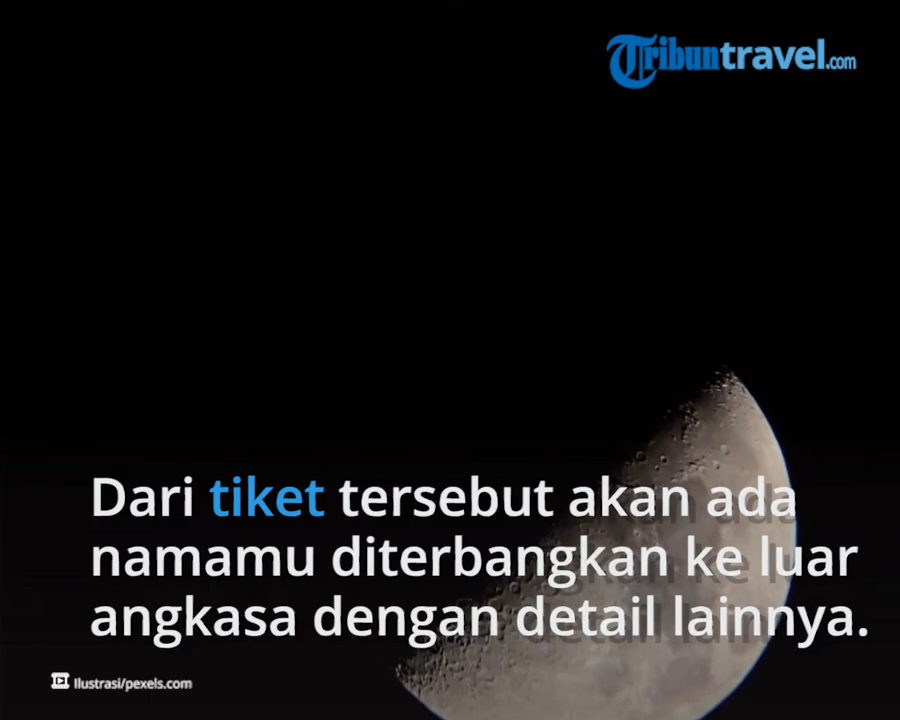 Tribuntravel.com
Dari tiket tersebut akan ada
namamu diterbangkan ke luar
angkasa dengan detail lainnya.
Ilustrasi/pexels.com